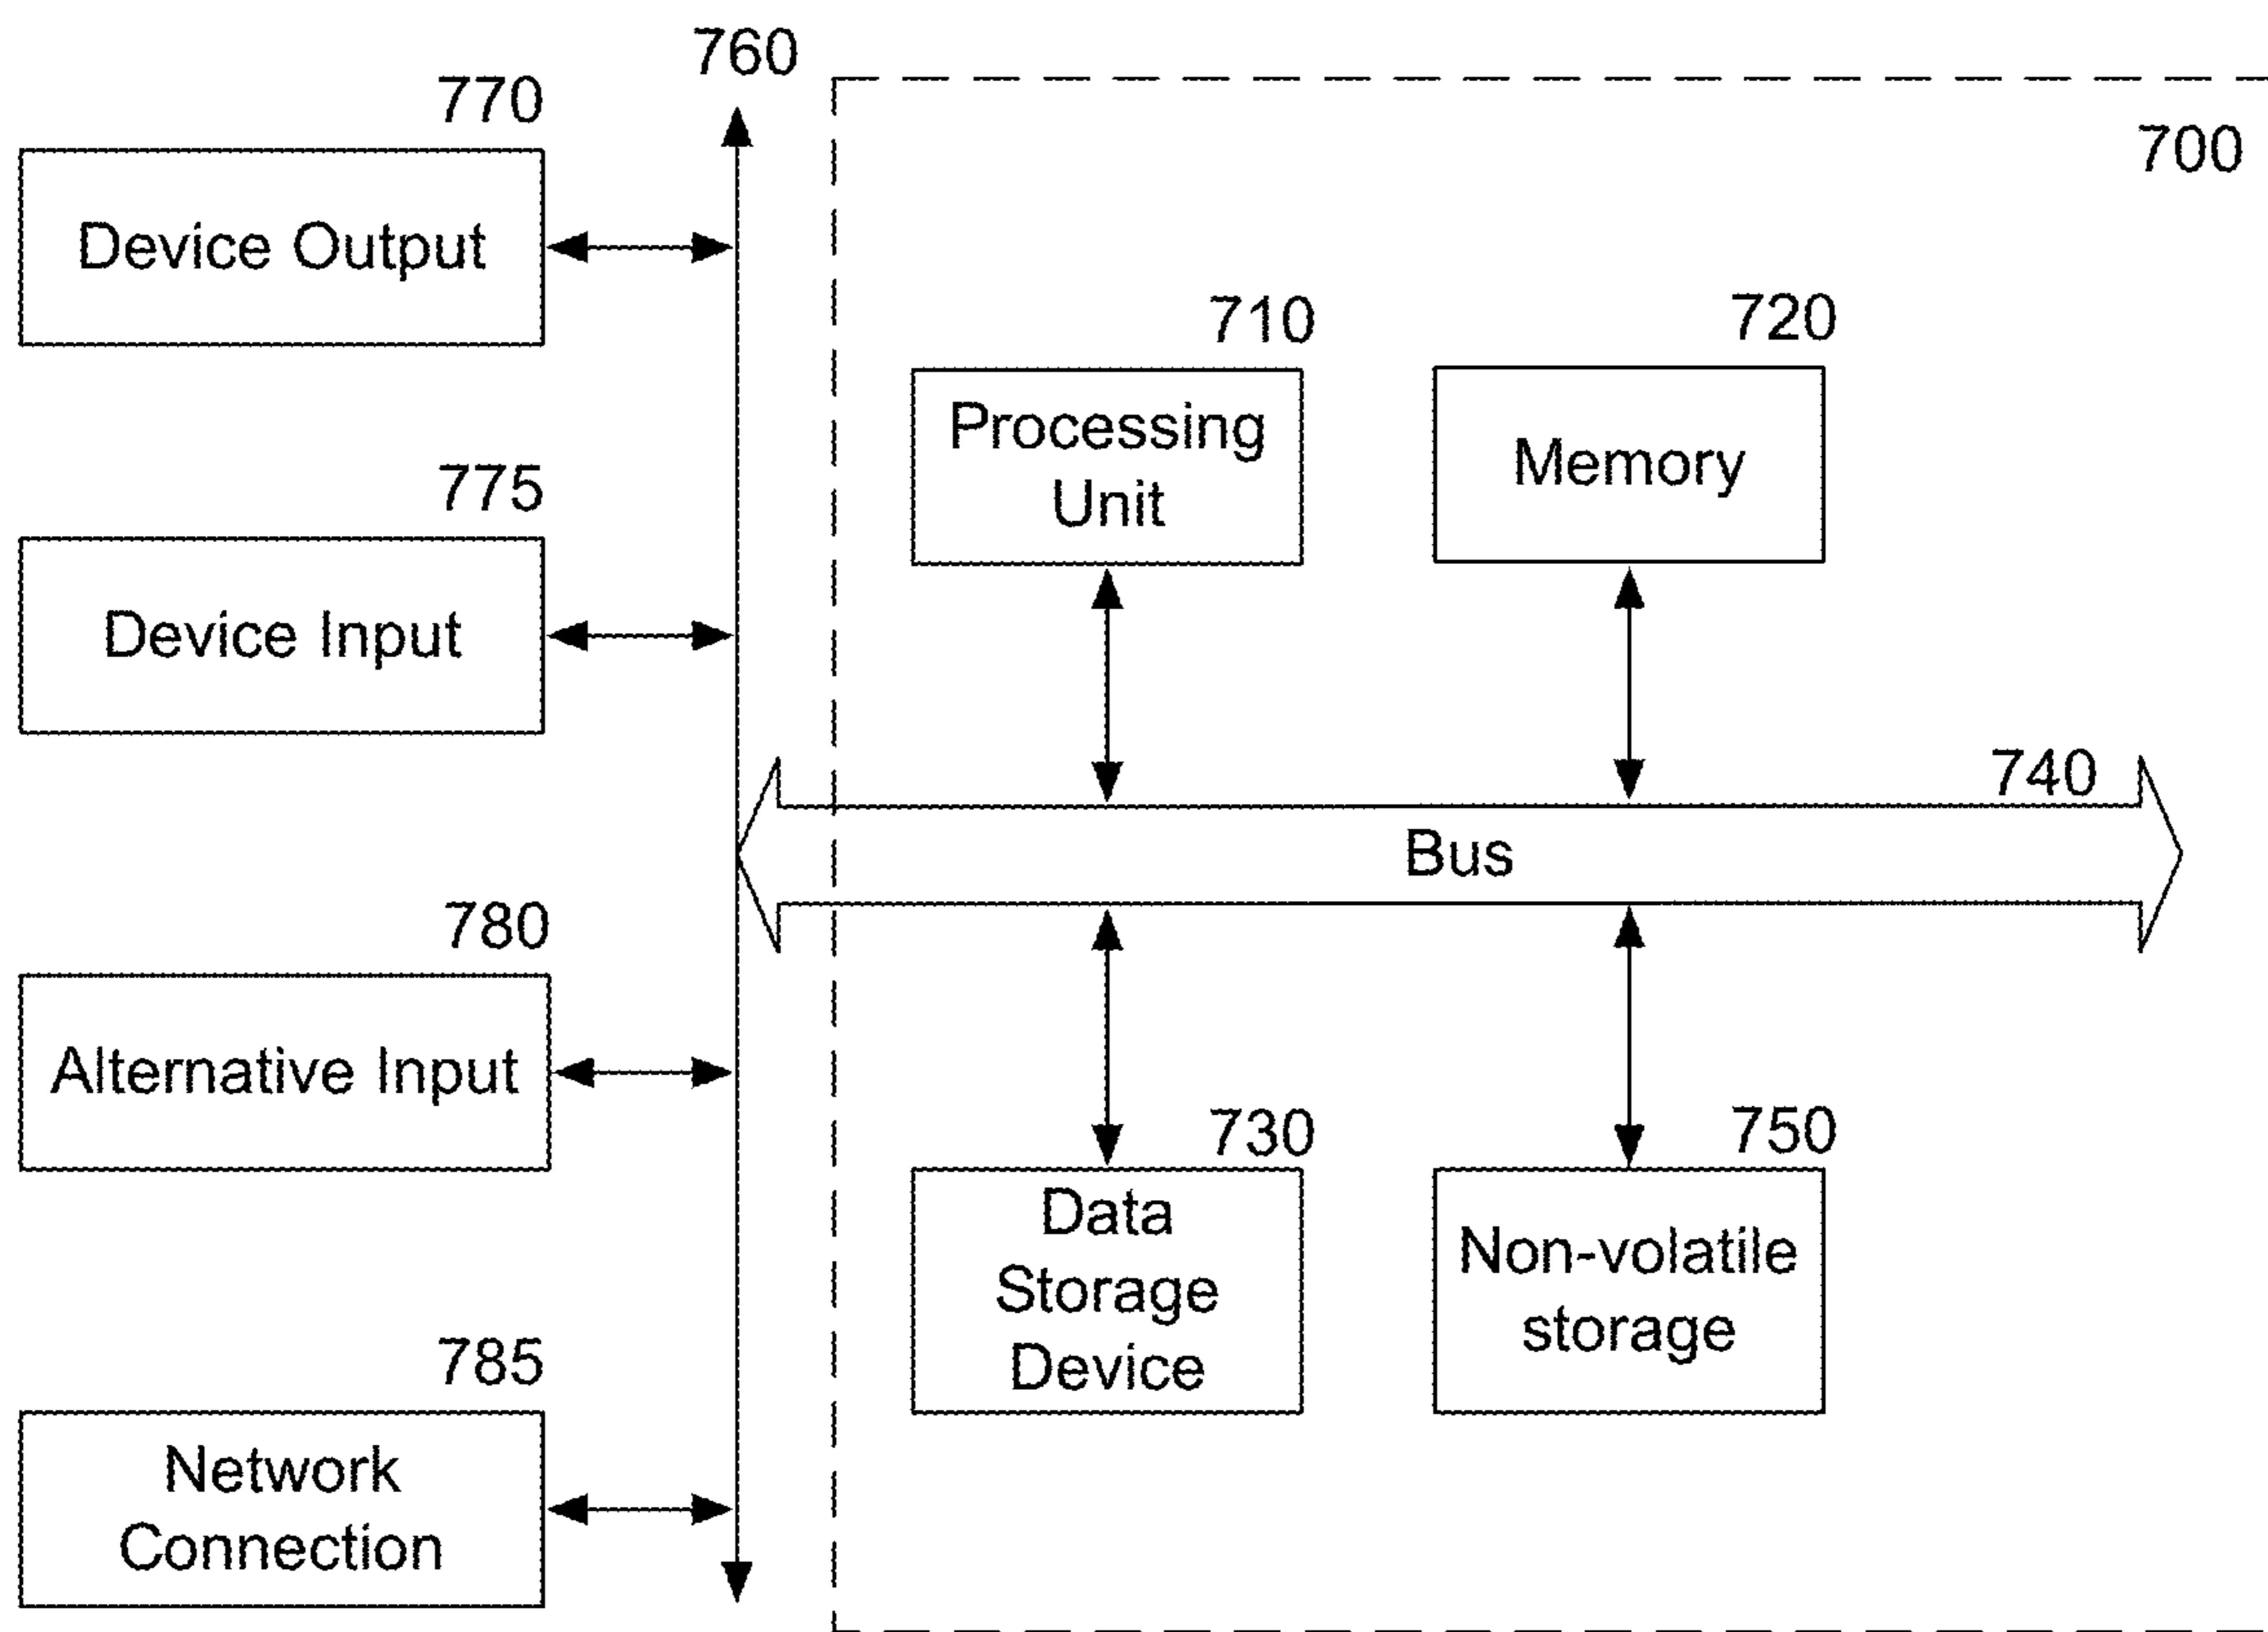 760
770
Device Output
700
710
Processing
Unit
720
Memory
775
Device Input
740
Bus
780
Alternative Input
730
Data
Storage
Device
750
Non-volatile
storage
785
Network
Connection